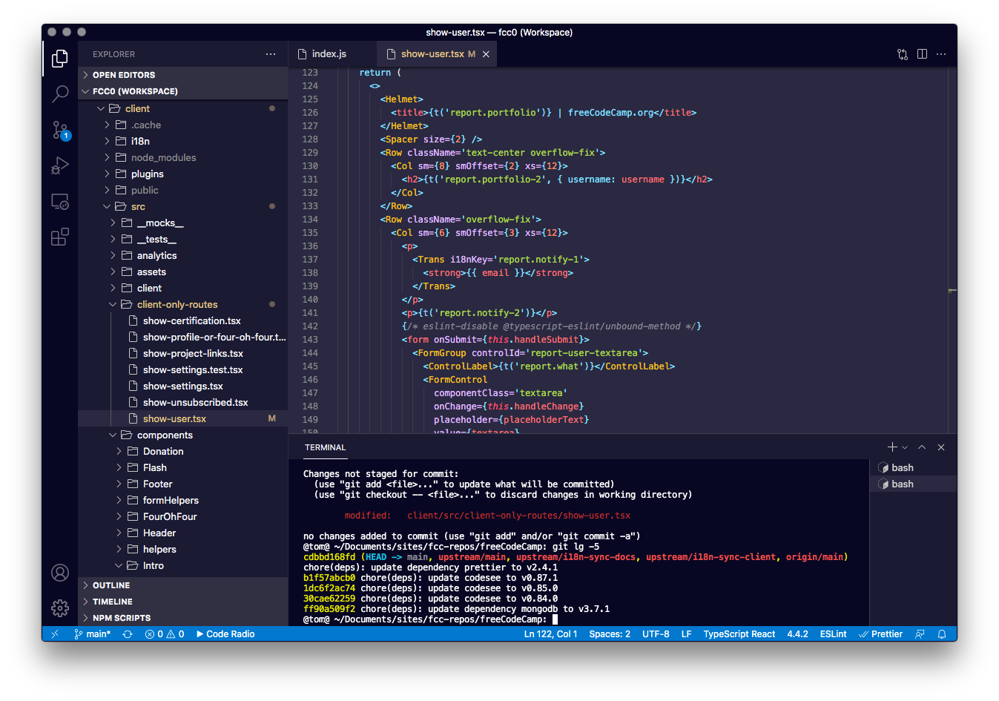 show-user.tsx — fcc0 (Workspace)
EXPLORER
OPEN EDITORS
FCC0 (WORKSPACE)
client
.cache
i18n
node_modules
plugins
public
src
__mocks__
__tests__
analytics
assets
client
client-only-routes
show-certification.tsx
show-profile-or-four-oh-four.t...
show-project-links.tsx
show-settings.test.tsx
show-settings.tsx
show-unsubscribed.tsx
show-user.tsx M
components
Donation
Flash
Footer
formHelpers
FourOhFour
Header
helpers
Intro
OUTLINE
TIMELINE
NPM SCRIPTS
1
index.js
show-user.tsx M
123 return (
124 <>
125 <Helmet>
126 <title>{t('report.portfolio')} | freeCodeCamp.org</title>
127 </Helmet>
128 <Spacer size={2} />
129 <Row className='text-center overflow-fix'>
130 <Col sm={8} smOffset={2} xs={12}>
131 <h2>{t('report.portfolio-2', { username: username })}</h2>
132 </Col>
133 </Row>
134 <Row className='overflow-fix'>
135 <Col sm={6} smOffset={3} xs={12}>
136 <p>
137 <Trans i18nKey='report.notify-1'>
138 <strong>{{ email }}</strong>
139 </Trans>
140 </p>
141 <p>{t('report.notify-2')}</p>
142 {/* eslint-disable @typescript-eslint/unbound-method */}
143 <form onSubmit={this.handleSubmit}>
144 <FormGroup controlId='report-user-textarea'>
145 <ControlLabel>{t('report.what')}</ControlLabel>
146 <FormControl
147 componentClass='textarea'
148 onChange={this.handleChange}
149 placeholder={placeholderText}
150 value={textarea}
TERMINAL
bash
bash
Changes not staged for commit:
(use "git add <file>..." to update what will be committed)
(use "git checkout -- <file>..." to discard changes in working directory)
modified: client/src/client-only-routes/show-user.tsx
no changes added to commit (use "git add" and/or "git commit -a")
@tom@ ~/Documents/sites/fcc-repos/freeCodeCamp: git lg -5
cdbbd168fd (HEAD -> main, upstream/main, upstream/i18n-sync-docs, upstream/i18n-sync-client, origin/main)
chore(deps): update dependency prettier to v2.4.1
b1f57abcb0 chore(deps): update codesee to v0.87.1
1dc6f2ac74 chore(deps): update codesee to v0.85.0
30cae62259 chore(deps): update codesee to v0.84.0
ff90a509f2 chore(deps): update dependency mongodb to v3.7.1
@tom@ ~/Documents/sites/fcc-repos/freeCodeCamp:
main* 0 0 Code Radio Ln 122, Col 1 Spaces: 2 UTF-8 LF TypeScript React 4.4.2 ESLint Prettier